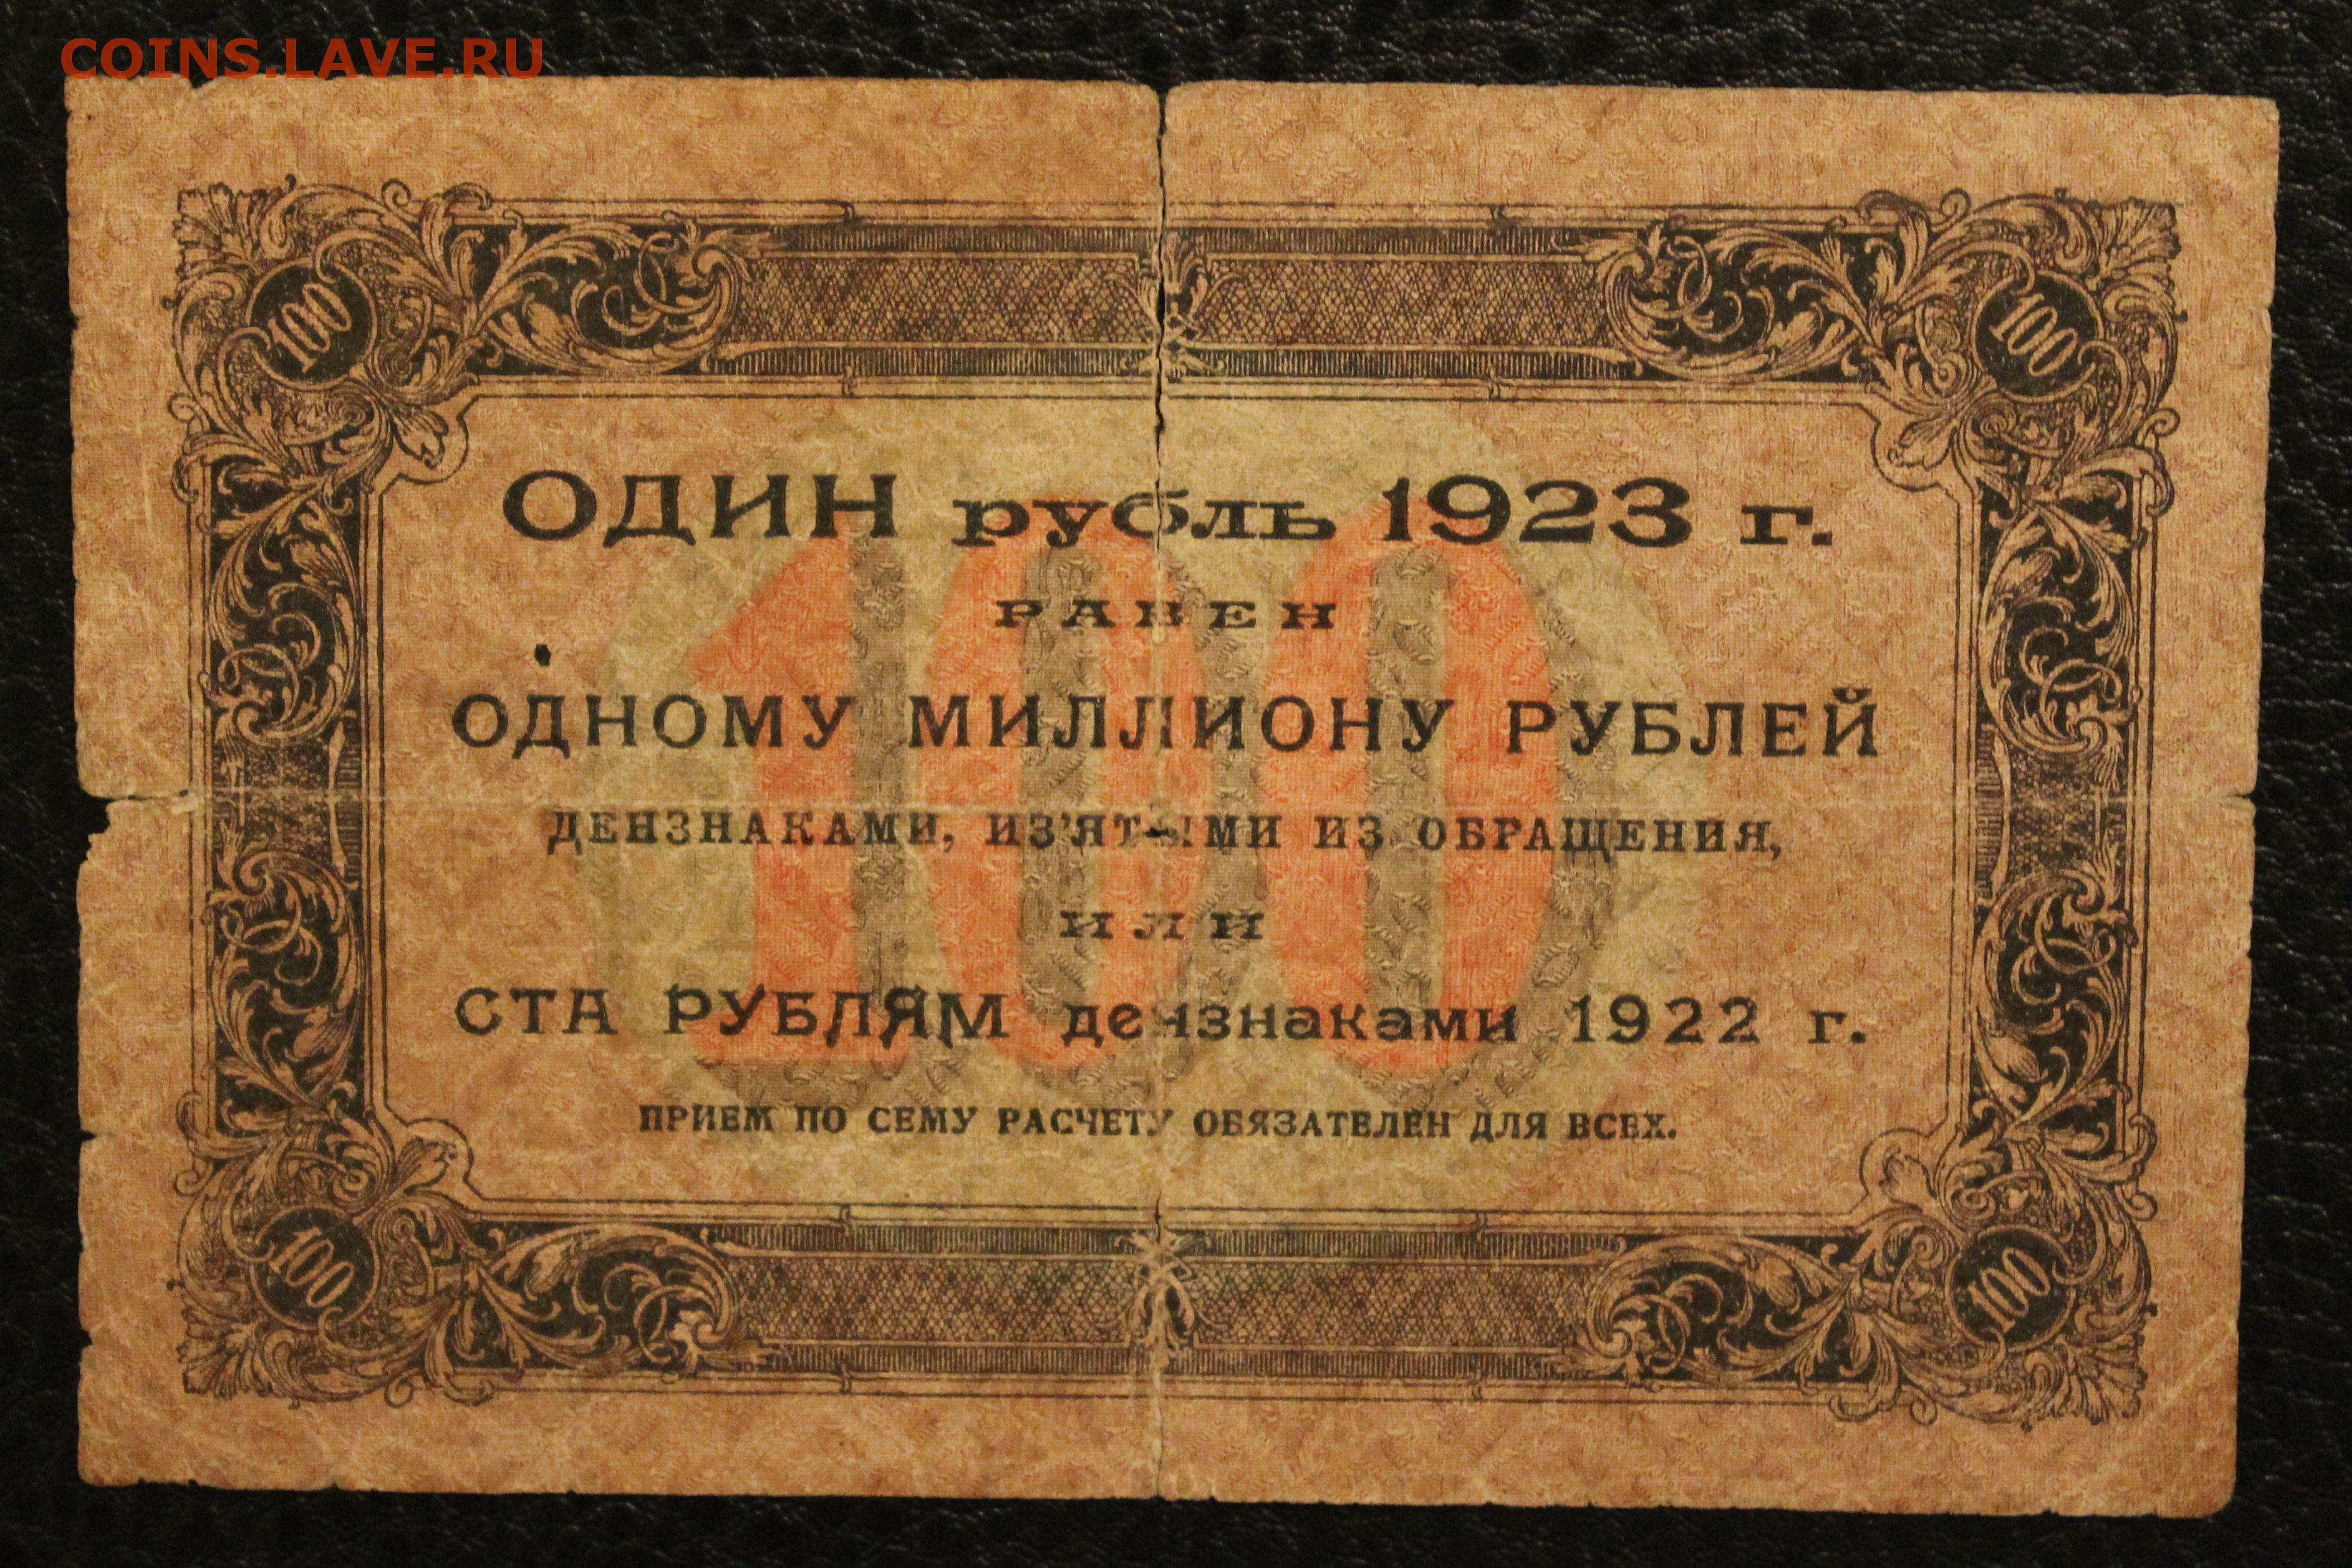 COINS.LAVE.RU
100 100
ОДИН рубль 1923 г.
РАВЕН
ОДНОМУ МИЛЛИОНУ РУБЛЕЙ
ДЕНЗНАКАМИ, ИЗ'ЯТЫМИ ИЗ ОБРАЩЕНИЯ,
ИЛИ
СТА РУБЛЯМ дензнаками 1922 г.
ПРИЕМ ПО СЕМУ РАСЧЕТУ ОБЯЗАТЕЛЕН ДЛЯ ВСЕХ.
100
100 100